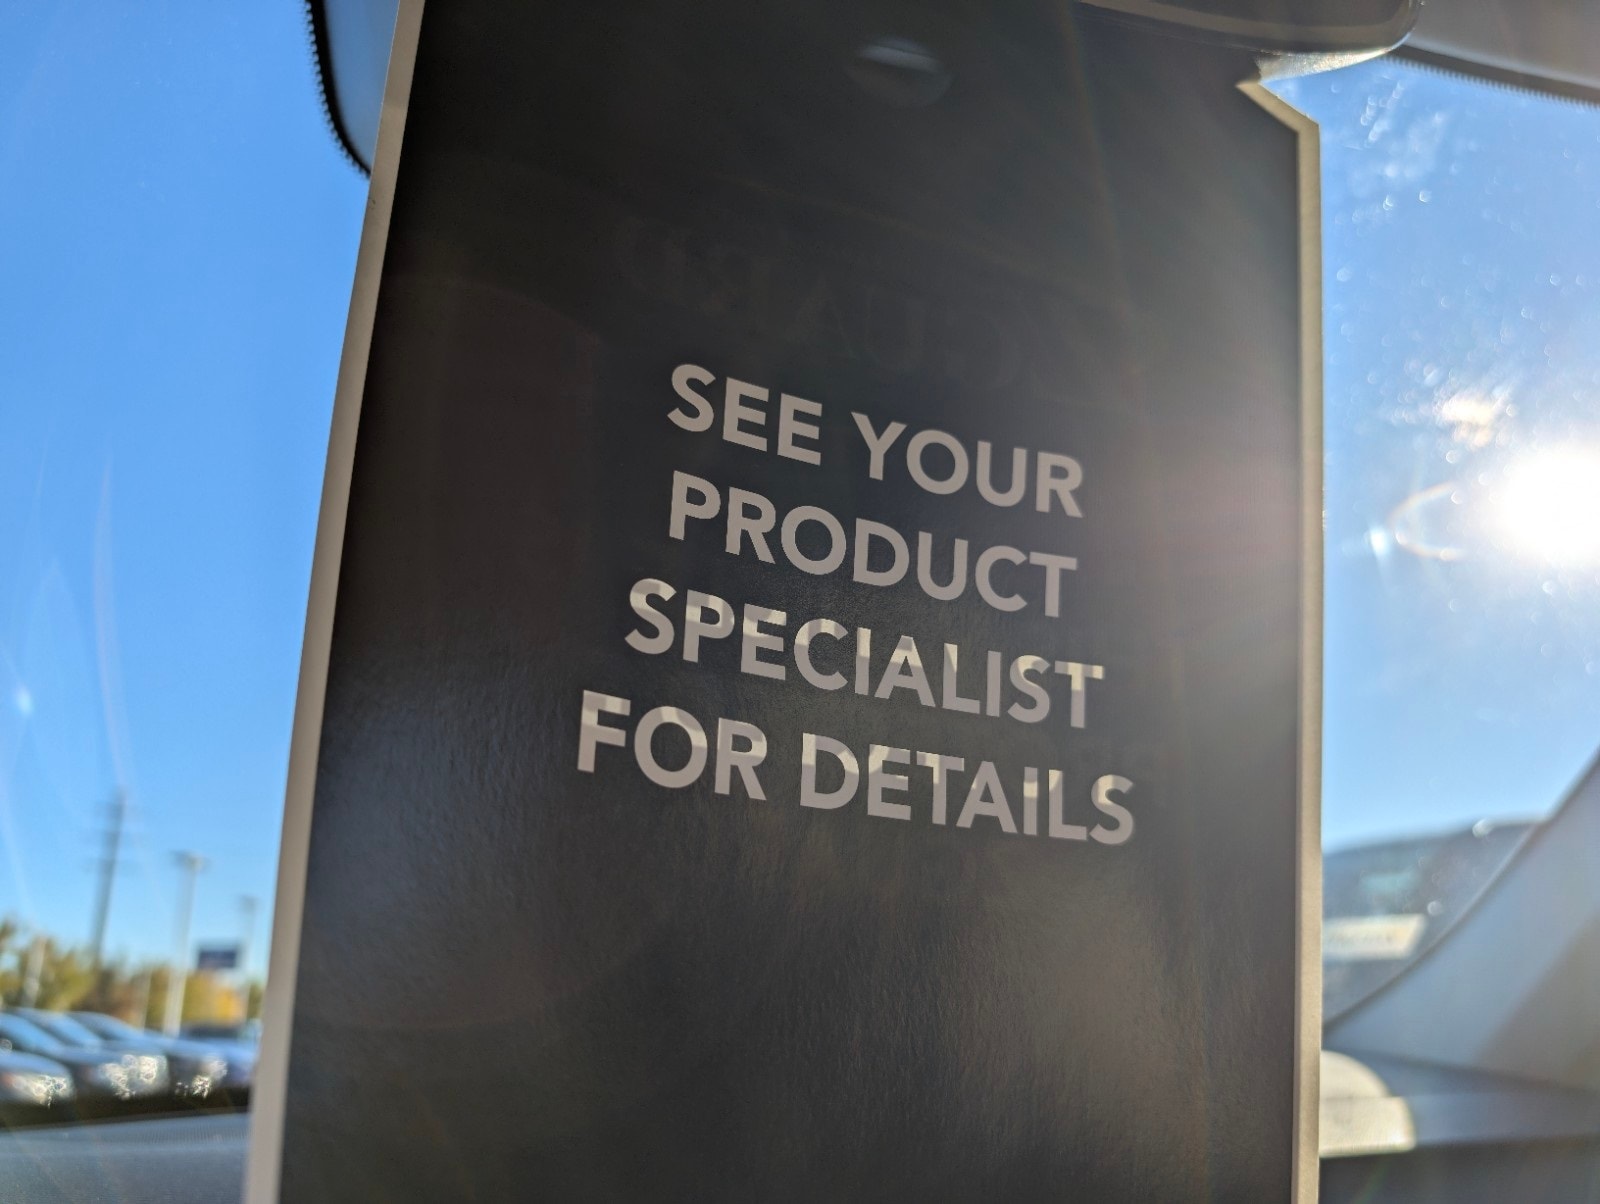 SEE YOUR
PRODUCT
SPECIALIST
FOR DETAILS